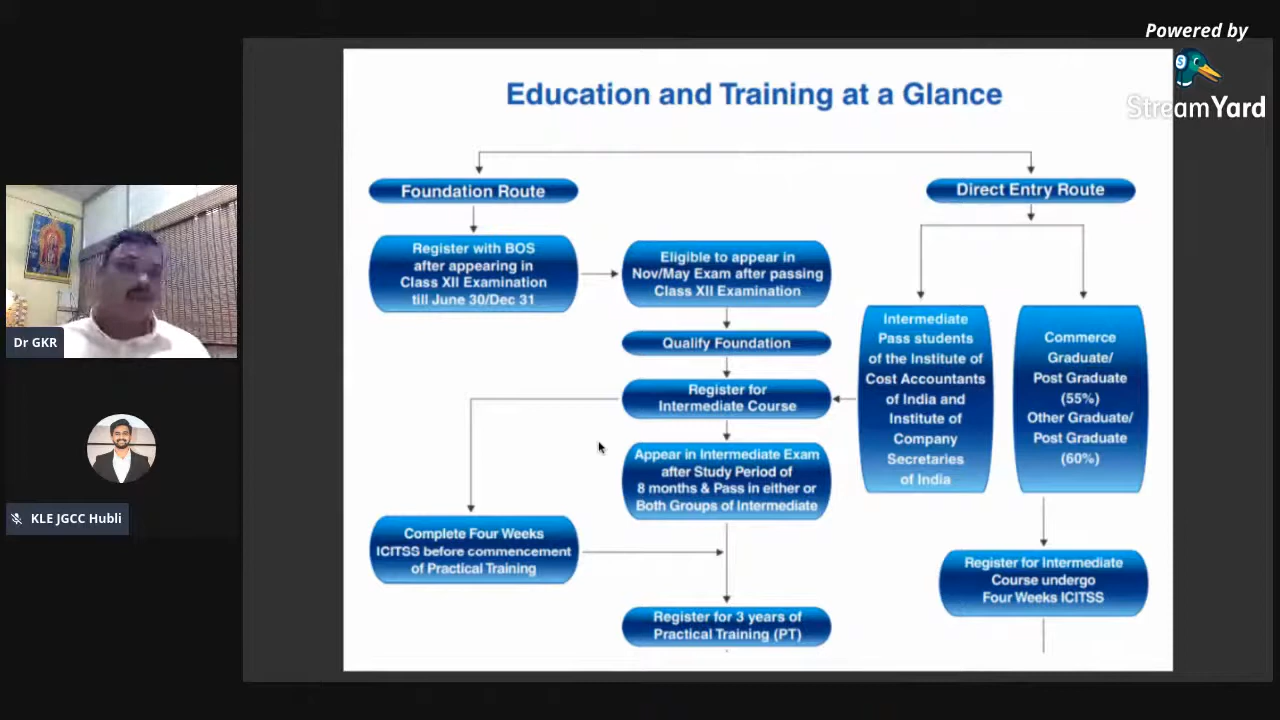 Powered by
StreamYard
Education and Training at a Glance
Foundation Route
Direct Entry Route
Register with BOS
after appearing in
Class XII Examination
till June 30/Dec 31
Eligible to appear in
Nov/May Exam after passing
Class XII Examination
Qualify Foundation
Register for
Intermediate Course
Appear in Intermediate Exam
after Study Period of
8 months & Pass in either or
Both Groups of Intermediate
Complete Four Weeks
ICITSS before commencement
of Practical Training
Register for 3 years of
Practical Training (PT)
Intermediate
Pass students
of the Institute of
Cost Accountants
of India and
Institute of
Company
Secretaries
of India
Commerce
Graduate/
Post Graduate
(55%)
Other Graduate/
Post Graduate
(60%)
Register for Intermediate
Course undergo
Four Weeks ICITSS
Dr GKR
KLE JGCC Hubli